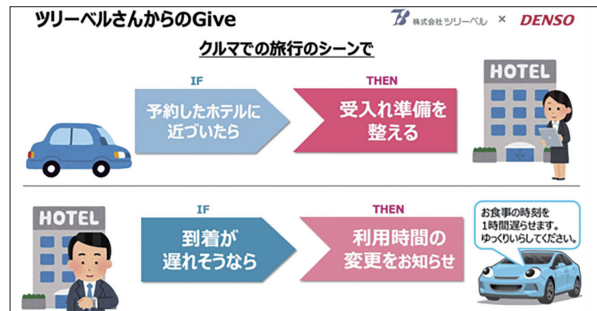 ツリーベルさんからのGive
株式会社ツリーベル × DENSO
クルマでの旅行のシーンで
IF
THEN
予約したホテルに
近づいたら
受入れ準備を
整える
HOTEL
IF
THEN
HOTEL
到着が
遅れそうなら
利用時間の
変更をお知らせ
お食事の時刻を
1時間遅らせます。
ゆっくりいらしてください。